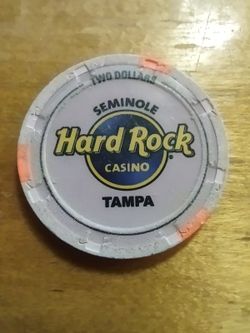 TWO DOLLARS
SEMINOLE
Hard Rock
CASINO
TAMPA